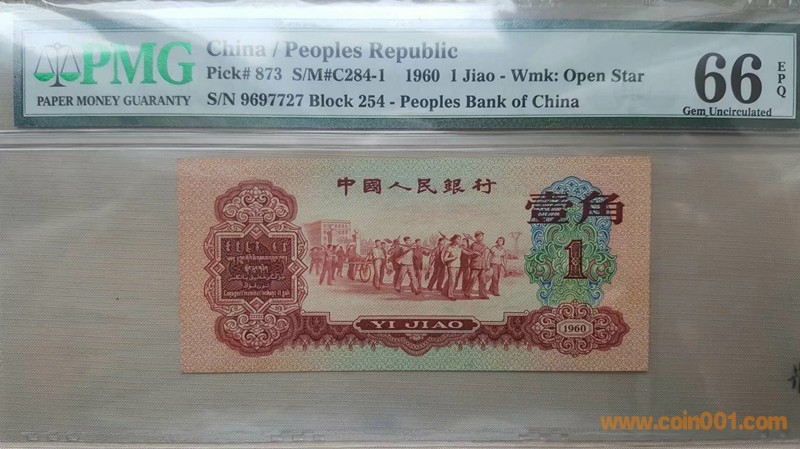 PMG
PAPER MONEY GUARANTY
China / Peoples Republic
Pick# 873 S/M#C284-1 1960 1 Jiao - Wmk: Open Star
S/N 9697727 Block 254 - Peoples Bank of China
66 EPQ
Gem Uncirculated
中國人民銀行
壹角
1
YI JIAO
1960
www.coin001.com